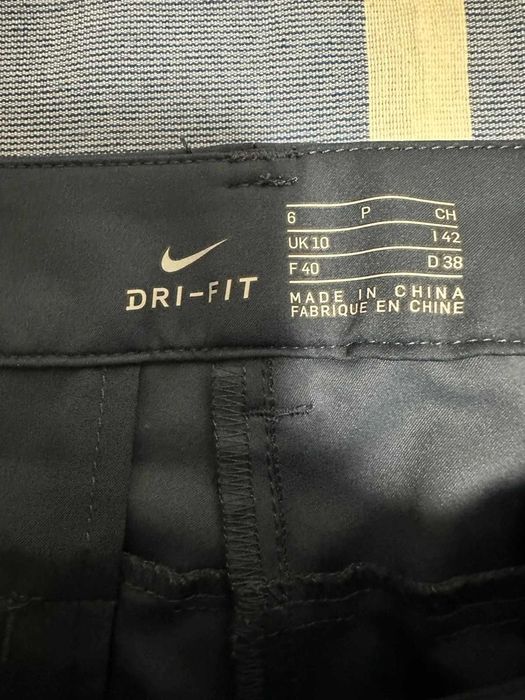 6 P CH
UK 10 I 42
F 40 D 38
MADE IN CHINA
FABRIQUE EN CHINE
DRI-FIT